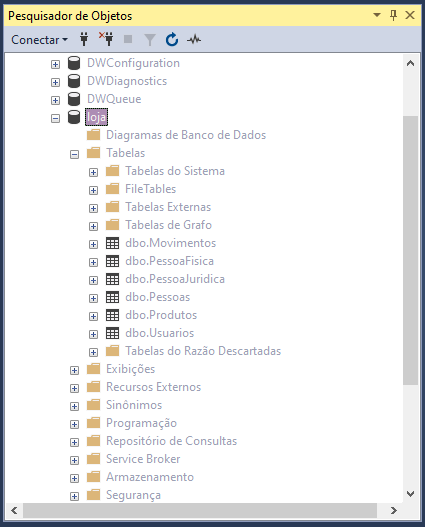 Pesquisador de Objetos
Conectar
DWConfiguration
DWDiagnostics
DWQueue
loja
Diagramas de Banco de Dados
Tabelas
Tabelas do Sistema
FileTables
Tabelas Externas
Tabelas de Grafo
dbo.Movimentos
dbo.PessoaFisica
dbo.PessoaJuridica
dbo.Pessoas
dbo.Produtos
dbo.Usuarios
Tabelas do Razão Descartadas
Exibições
Recursos Externos
Sinônimos
Programação
Repositório de Consultas
Service Broker
Armazenamento
Segurança